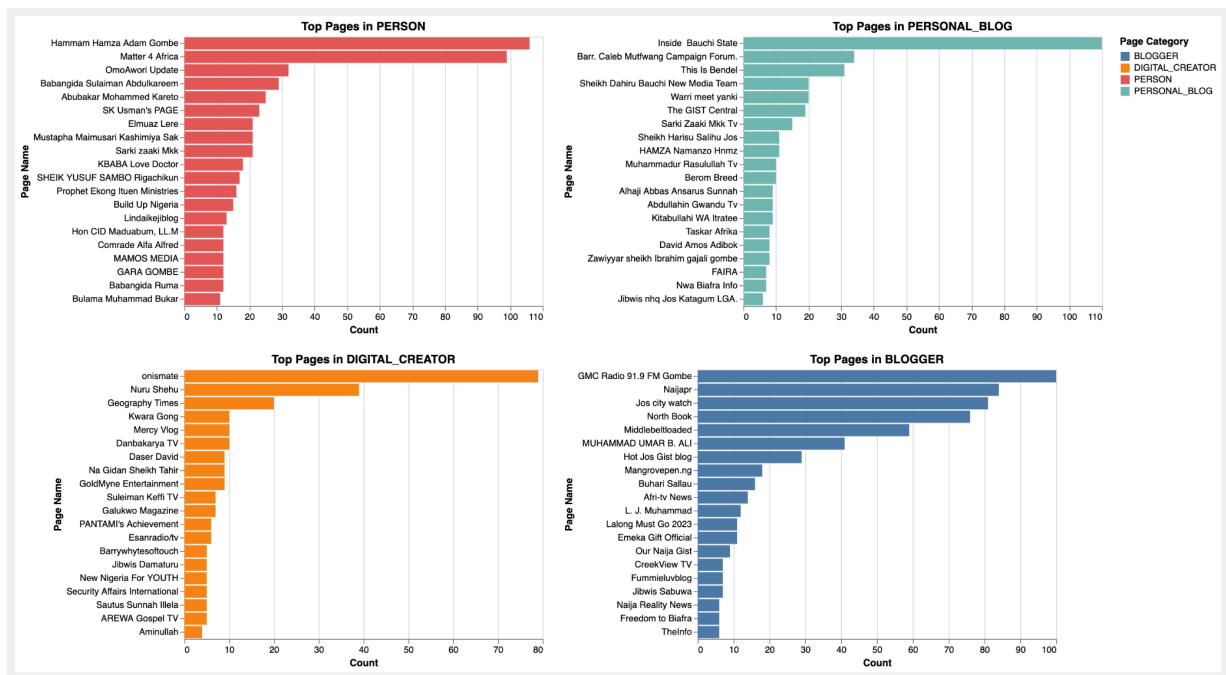 Top Pages in PERSON
Page Name
Hammam Hamza Adam Gombe
Matter 4 Africa
OmoAwori Update
Babangida Sulaiman Abdulkareem
Abubakar Mohammed Kareto
SK Usman's PAGE
Elmuaz Lere
Mustapha Maimusari Kashimiya Sak
Sarki zaaki Mkk
KBABA Love Doctor
SHEIK YUSUF SAMBO Rigachikun
Prophet Ekong Ituen Ministries
Build Up Nigeria
Lindaikejiblog
Hon CID Maduabum, LL.M
Comrade Alfa Alfred
MAMOS MEDIA
GARA GOMBE
Babangida Ruma
Bulama Muhammad Bukar
0 10 20 30 40 50 60 70 80 90 100 110
Count
Top Pages in PERSONAL_BLOG
Page Name
Inside Bauchi State
Barr. Caleb Mutfwang Campaign Forum.
This Is Bendel
Sheikh Dahiru Bauchi New Media Team
Warri meet yanki
The GIST Central
Sarki Zaaki Mkk Tv
Sheikh Harisu Salihu Jos
HAMZA Namanzo Hnmz
Muhammadur Rasulullah Tv
Berom Breed
Alhaji Abbas Ansarus Sunnah
Abdullahin Gwandu Tv
Kitabullahi WA Itratee
Taskar Afrika
David Amos Adibok
Zawiyyar sheikh Ibrahim gajali gombe
FAIRA
Nwa Biafra Info
Jibwis nhq Jos Katagum LGA.
0 10 20 30 40 50 60 70 80 90 100 110
Count
Page Category
BLOGGER
DIGITAL_CREATOR
PERSON
PERSONAL_BLOG
Top Pages in DIGITAL_CREATOR
Page Name
onismate
Nuru Shehu
Geography Times
Kwara Gong
Mercy Vlog
Danbakarya TV
Daser David
Na Gidan Sheikh Tahir
GoldMyne Entertainment
Suleiman Keffi TV
Galukwo Magazine
PANTAMI's Achievement
Esanradio/tv
Barrywhytesoftouch
Jibwis Damaturu
New Nigeria For YOUTH
Security Affairs International
Sautus Sunnah Illela
AREWA Gospel TV
Aminullah
0 10 20 30 40 50 60 70 80
Count
Top Pages in BLOGGER
Page Name
GMC Radio 91.9 FM Gombe
Naijapr
Jos city watch
North Book
Middlebeltloaded
MUHAMMAD UMAR B. ALI
Hot Jos Gist blog
Mangrovepen.ng
Buhari Sallau
Afri-tv News
L. J. Muhammad
Lalong Must Go 2023
Emeka Gift Official
Our Naija Gist
CreekView TV
Fummieluvblog
Jibwis Sabuwa
Naija Reality News
Freedom to Biafra
TheInfo
0 10 20 30 40 50 60 70 80 90 100
Count